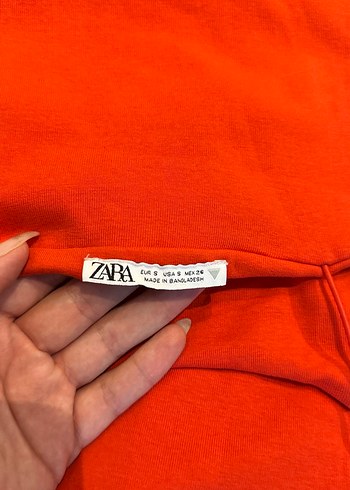 ZARA
EUR S USA S MEX 26
MADE IN BANGLADESH